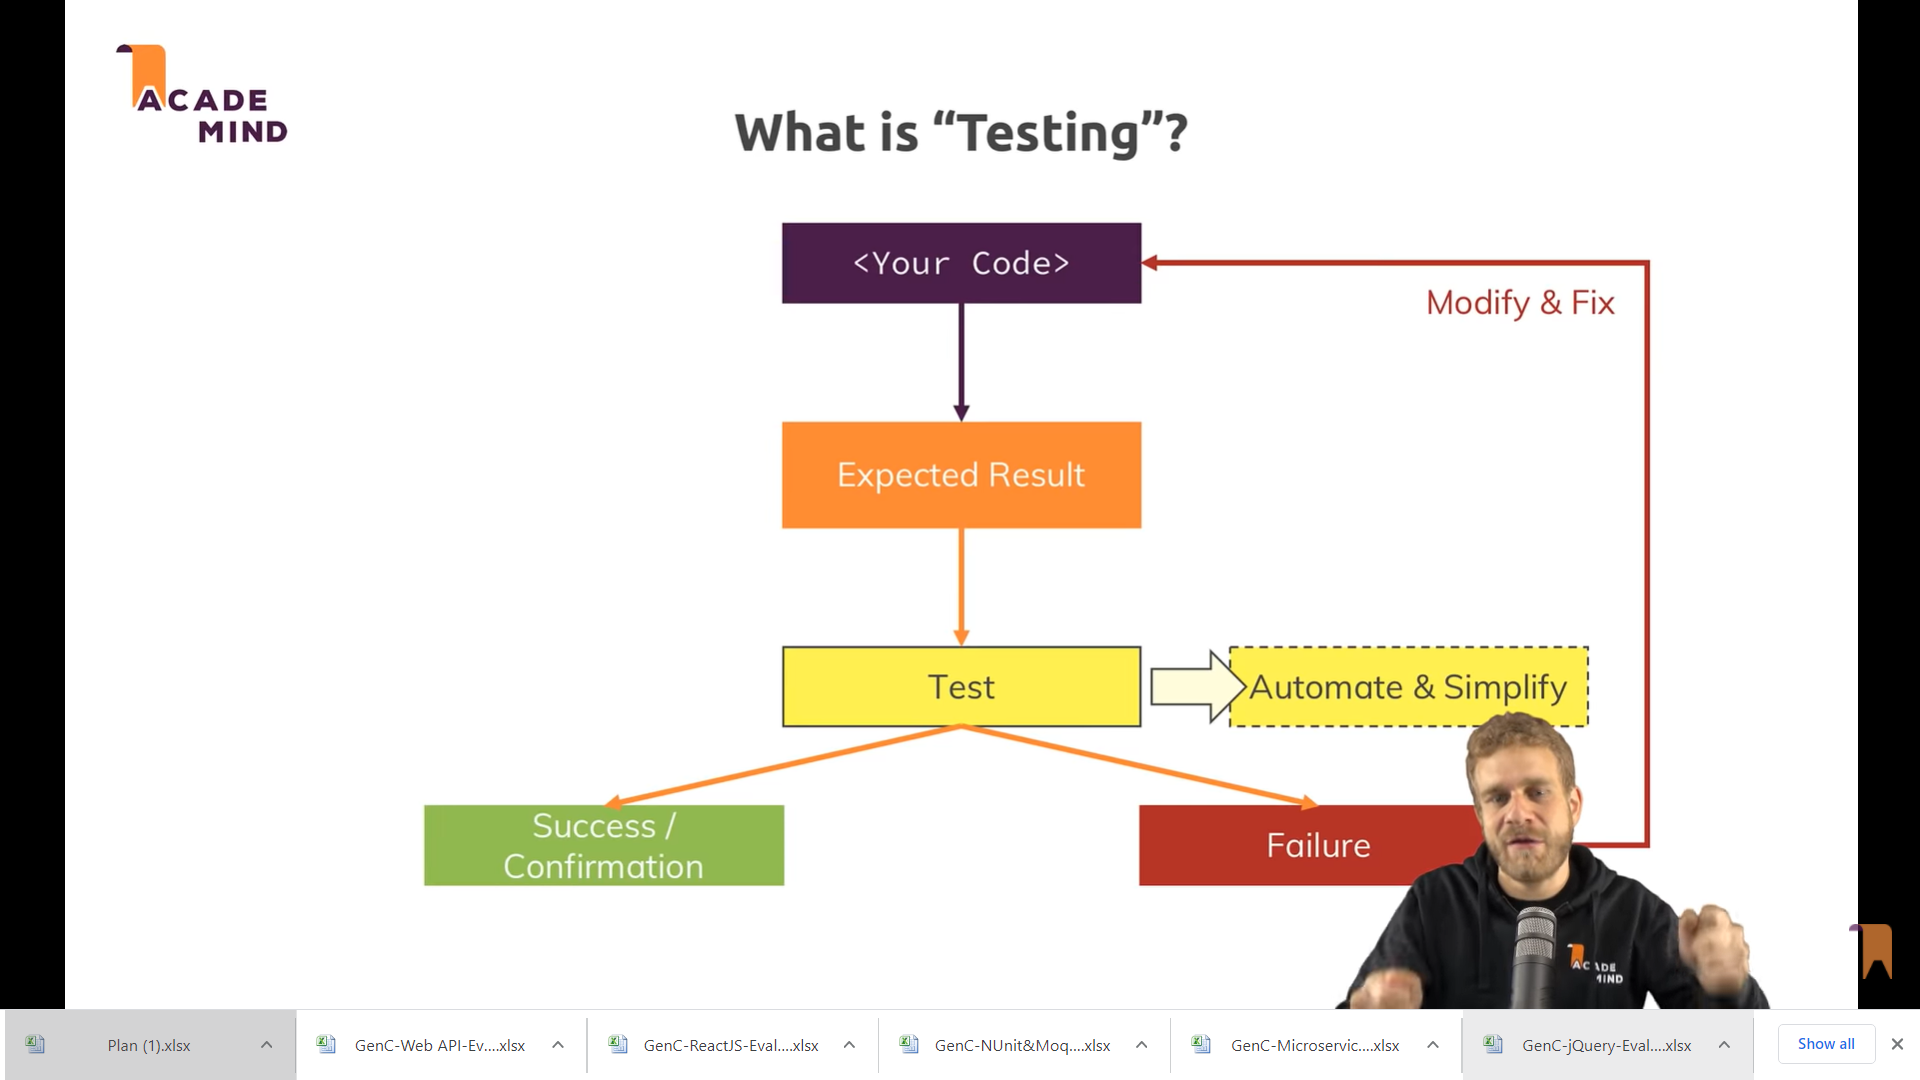 ACADE
MIND
What is “Testing”?
<Your Code>
Modify & Fix
Expected Result
Test
Automate & Simplify
Success /
Confirmation
Failure
ACADE
MIND
Plan (1).xlsx
GenC-Web API-Ev....xlsx
GenC-ReactJS-Eval....xlsx
GenC-NUnit&Moq....xlsx
GenC-Microservic....xlsx
GenC-jQuery-Eval....xlsx
Show all